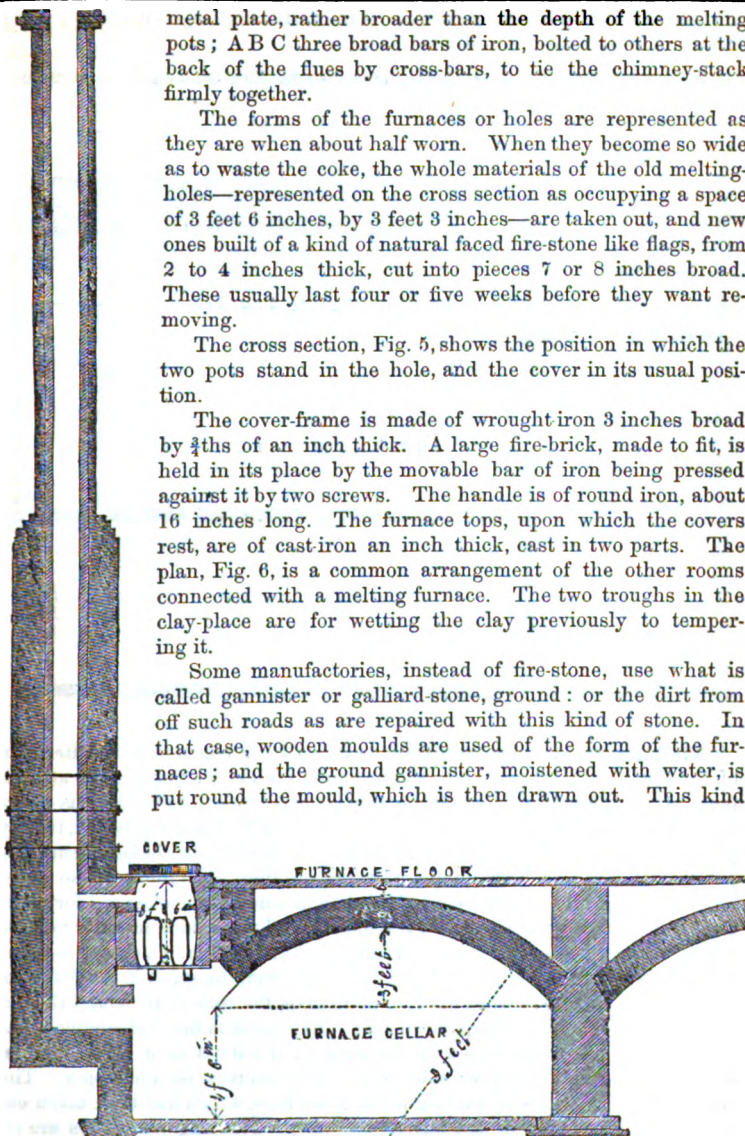 metal plate, rather broader than the depth of the melting
pots ; A B C three broad bars of iron, bolted to others at the
back of the flues by cross-bars, to tie the chimney-stack
firmly together.
The forms of the furnaces or holes are represented as
they are when about half worn. When they become so wide
as to waste the coke, the whole materials of the old melting-
holes—represented on the cross section as occupying a space
of 3 feet 6 inches, by 3 feet 3 inches—are taken out, and new
ones built of a kind of natural faced fire-stone like flags, from
2 to 4 inches thick, cut into pieces 7 or 8 inches broad.
These usually last four or five weeks before they want re-
moving.
The cross section, Fig. 5, shows the position in which the
two pots stand in the hole, and the cover in its usual posi-
tion.
The cover-frame is made of wrought-iron 3 inches broad
by ¾ths of an inch thick. A large fire-brick, made to fit, is
held in its place by the movable bar of iron being pressed
against it by two screws. The handle is of round iron, about
16 inches long. The furnace tops, upon which the covers
rest, are of cast-iron an inch thick, cast in two parts. The
plan, Fig. 6, is a common arrangement of the other rooms
connected with a melting furnace. The two troughs in the
clay-place are for wetting the clay previously to temper-
ing it.
Some manufactories, instead of fire-stone, use what is
called gannister or galliard-stone, ground : or the dirt from
off such roads as are repaired with this kind of stone. In
that case, wooden moulds are used of the form of the fur-
naces ; and the ground gannister, moistened with water, is
put round the mould, which is then drawn out. This kind
COVER
FURNACE FLOOR
3 feet
FURNACE CELLAR
9 feet
4 ft 6 in